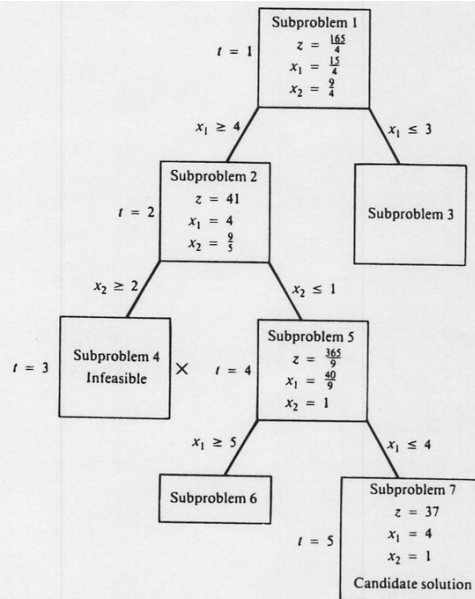 Subproblem 1
t = 1
z = 165/4
x₁ = 15/4
x₂ = 9/4
x₁ ≥ 4
x₁ ≤ 3
Subproblem 2
z = 41
t = 2
x₁ = 4
x₂ = 9/5
Subproblem 3
x₂ ≥ 2
x₂ ≤ 1
t = 3
Subproblem 4
Infeasible
×
Subproblem 5
t = 4
z = 365/9
x₁ = 40/9
x₂ = 1
x₁ ≥ 5
x₁ ≤ 4
Subproblem 6
Subproblem 7
z = 37
t = 5
x₁ = 4
x₂ = 1
Candidate solution